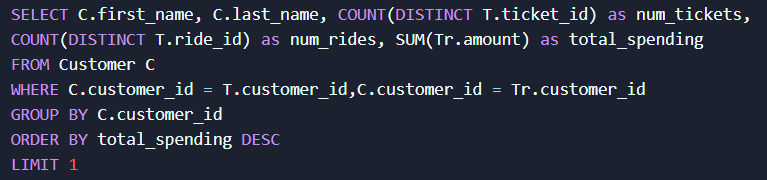 SELECT C.first_name, C.last_name, COUNT(DISTINCT T.ticket_id) as num_tickets,
COUNT(DISTINCT T.ride_id) as num_rides, SUM(Tr.amount) as total_spending
FROM Customer C
WHERE C.customer_id = T.customer_id,C.customer_id = Tr.customer_id
GROUP BY C.customer_id
ORDER BY total_spending DESC
LIMIT 1